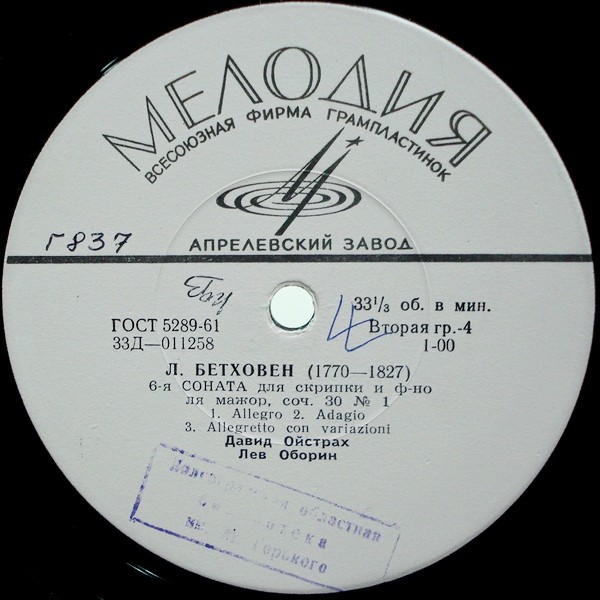 МЕЛОДИЯ
ВСЕСОЮЗНАЯ ФИРМА ГРАМПЛАСТИНОК
АПРЕЛЕВСКИЙ ЗАВОД
Г837
ГОСТ 5289-61
33Д—011258
33⅓ об. в мин.
Вторая гр.-4
1-00
4
Л. БЕТХОВЕН (1770—1827)
6-я СОНАТА для скрипки и ф-но
ля мажор, соч. 30 № 1
1. Allegro 2. Adagio
3. Allegretto con variazioni
Давид Ойстрах
Лев Оборин
областная